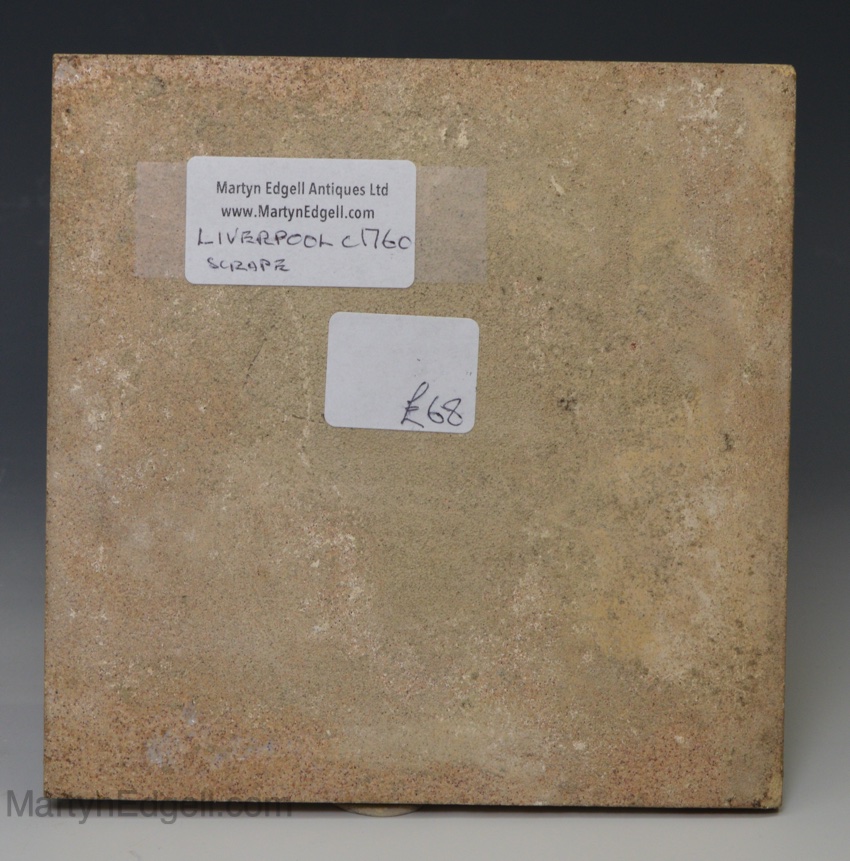 Martyn Edgell Antiques Ltd
www.MartynEdgell.com
LIVERPOOL C1760
SCRAPE
£68
MartynEdgell.com